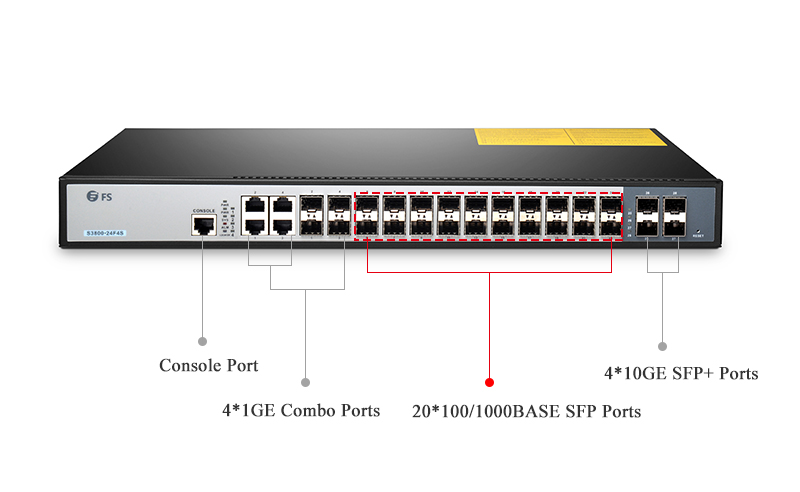 FS
CONSOLE
S3800-24F4S
RESET
Console Port
4*1GE Combo Ports
20*100/1000BASE SFP Ports
4*10GE SFP+ Ports